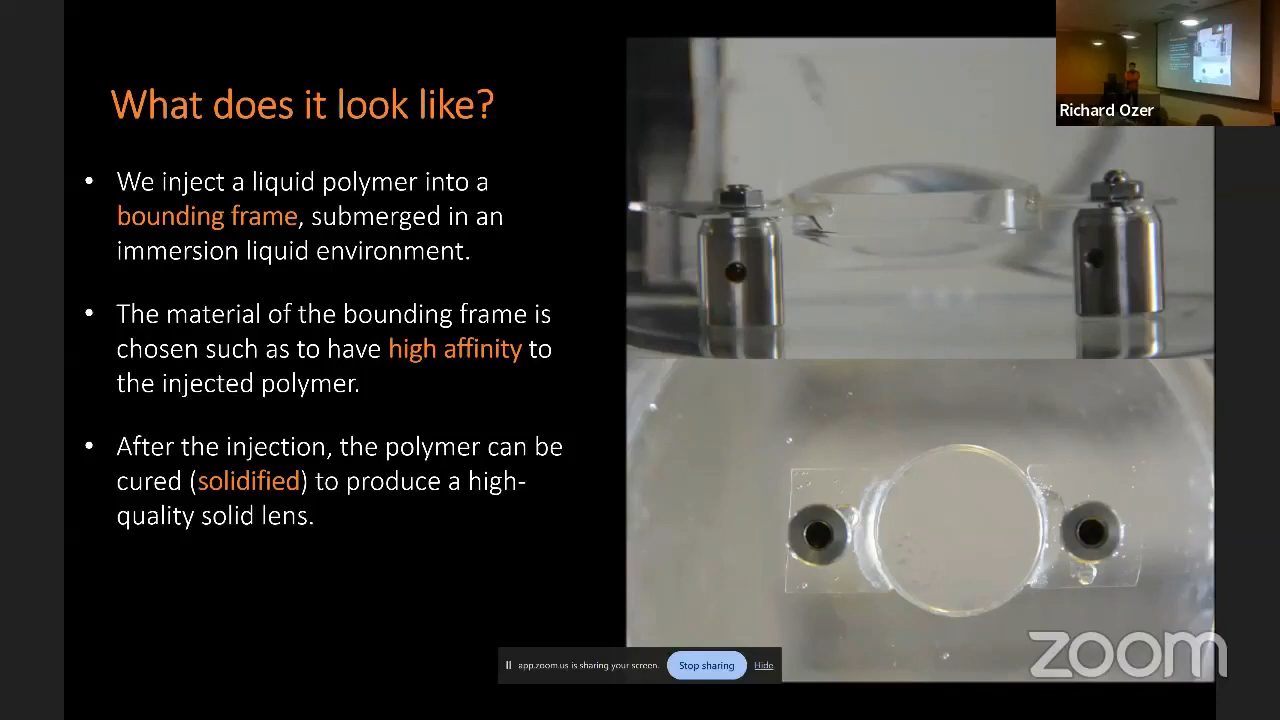 What does it look like?
• We inject a liquid polymer into a
bounding frame, submerged in an
immersion liquid environment.
• The material of the bounding frame is
chosen such as to have high affinity to
the injected polymer.
• After the injection, the polymer can be
cured (solidified) to produce a high-
quality solid lens.
Richard Ozer
app.zoom.us is sharing your screen.
Stop sharing
Hide
zoom